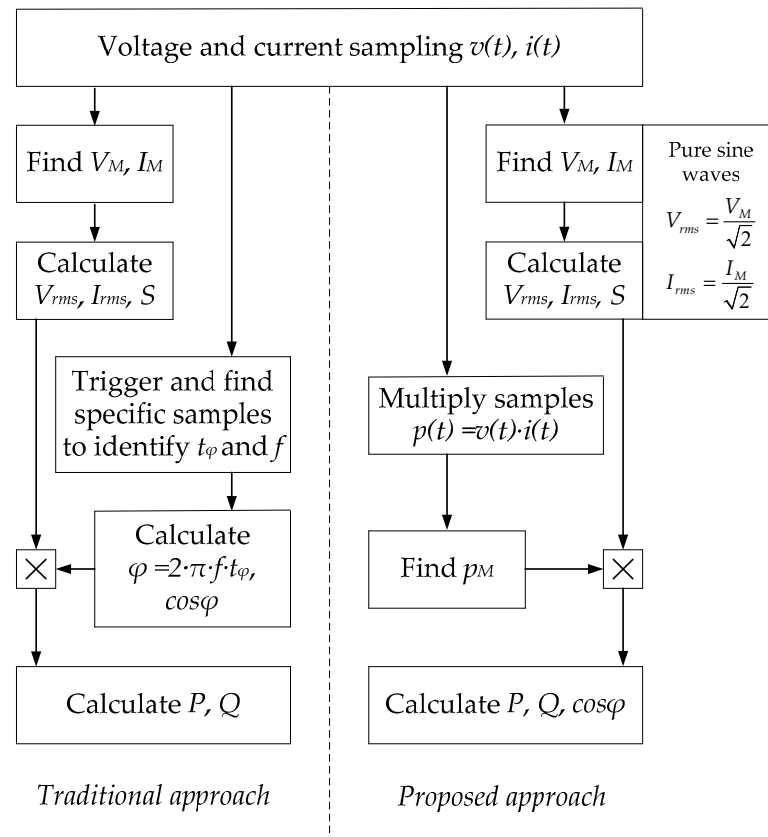 Voltage and current sampling v(t), i(t)
Find V_M, I_M
Calculate
V_rms, I_rms, S
Trigger and find
specific samples
to identify t_φ and f
Calculate
φ =2·π·f·t_φ,
cosφ
×
Calculate P, Q
Traditional approach
Find V_M, I_M
Calculate
V_rms, I_rms, S
Pure sine
waves
V_rms = V_M/√2
I_rms = I_M/√2
Multiply samples
p(t) =v(t)·i(t)
Find p_M
×
Calculate P, Q, cosφ
Proposed approach